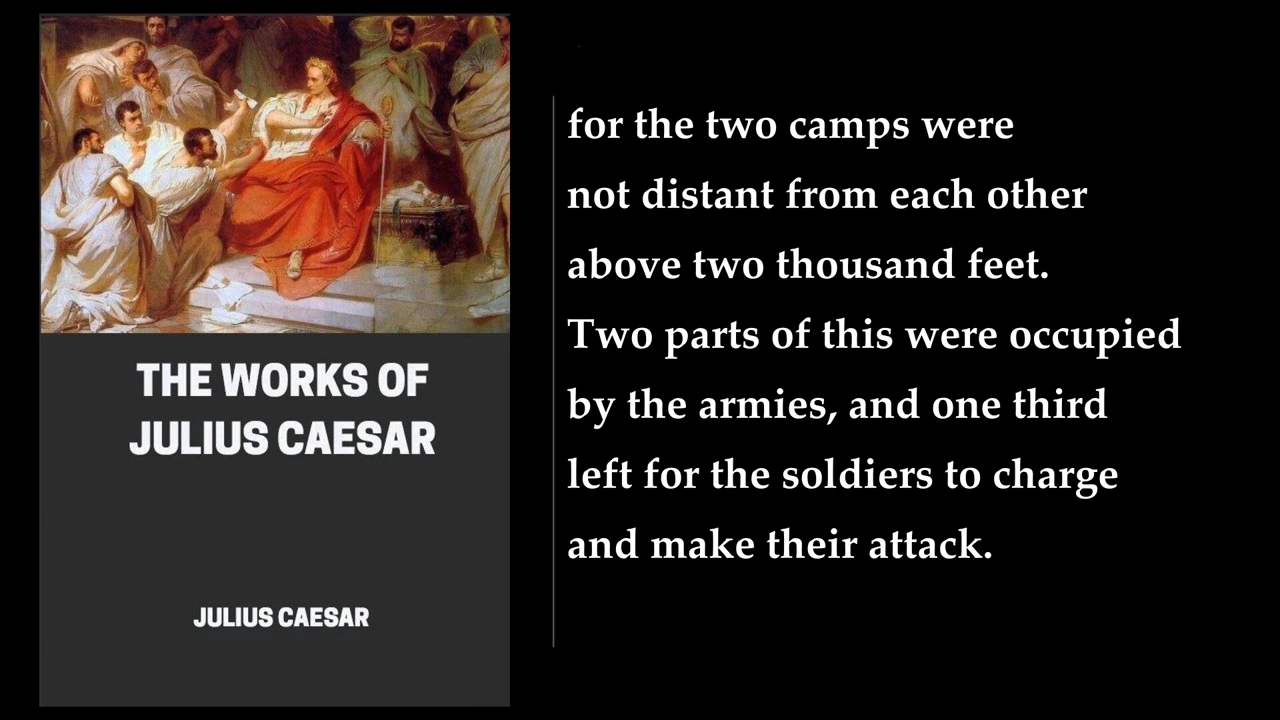 THE WORKS OF
JULIUS CAESAR
JULIUS CAESAR
for the two camps were
not distant from each other
above two thousand feet.
Two parts of this were occupied
by the armies, and one third
left for the soldiers to charge
and make their attack.